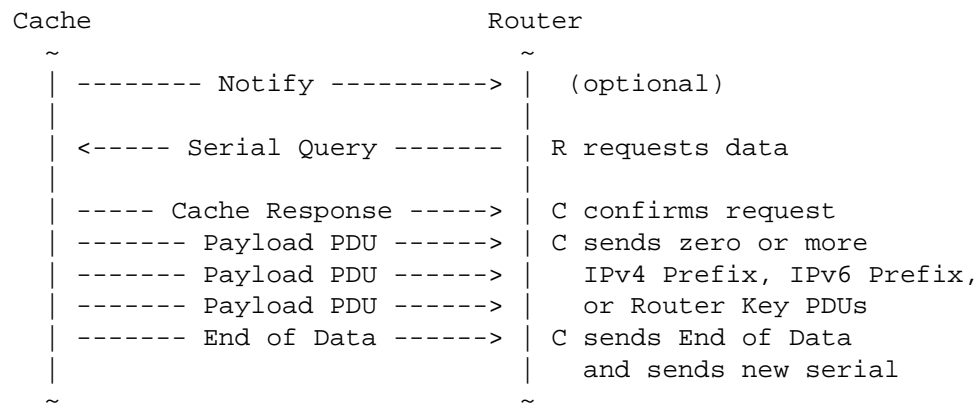 Cache                         Router
  ~                             ~
  | -------- Notify ----------> |  (optional)
  |                             |
  | <----- Serial Query ------- | R requests data
  |                             |
  | ----- Cache Response -----> | C confirms request
  | ------- Payload PDU ------> | C sends zero or more
  | ------- Payload PDU ------> |   IPv4 Prefix, IPv6 Prefix,
  | ------- Payload PDU ------> |   or Router Key PDUs
  | ------- End of Data ------> | C sends End of Data
  |                             |   and sends new serial
  ~                             ~